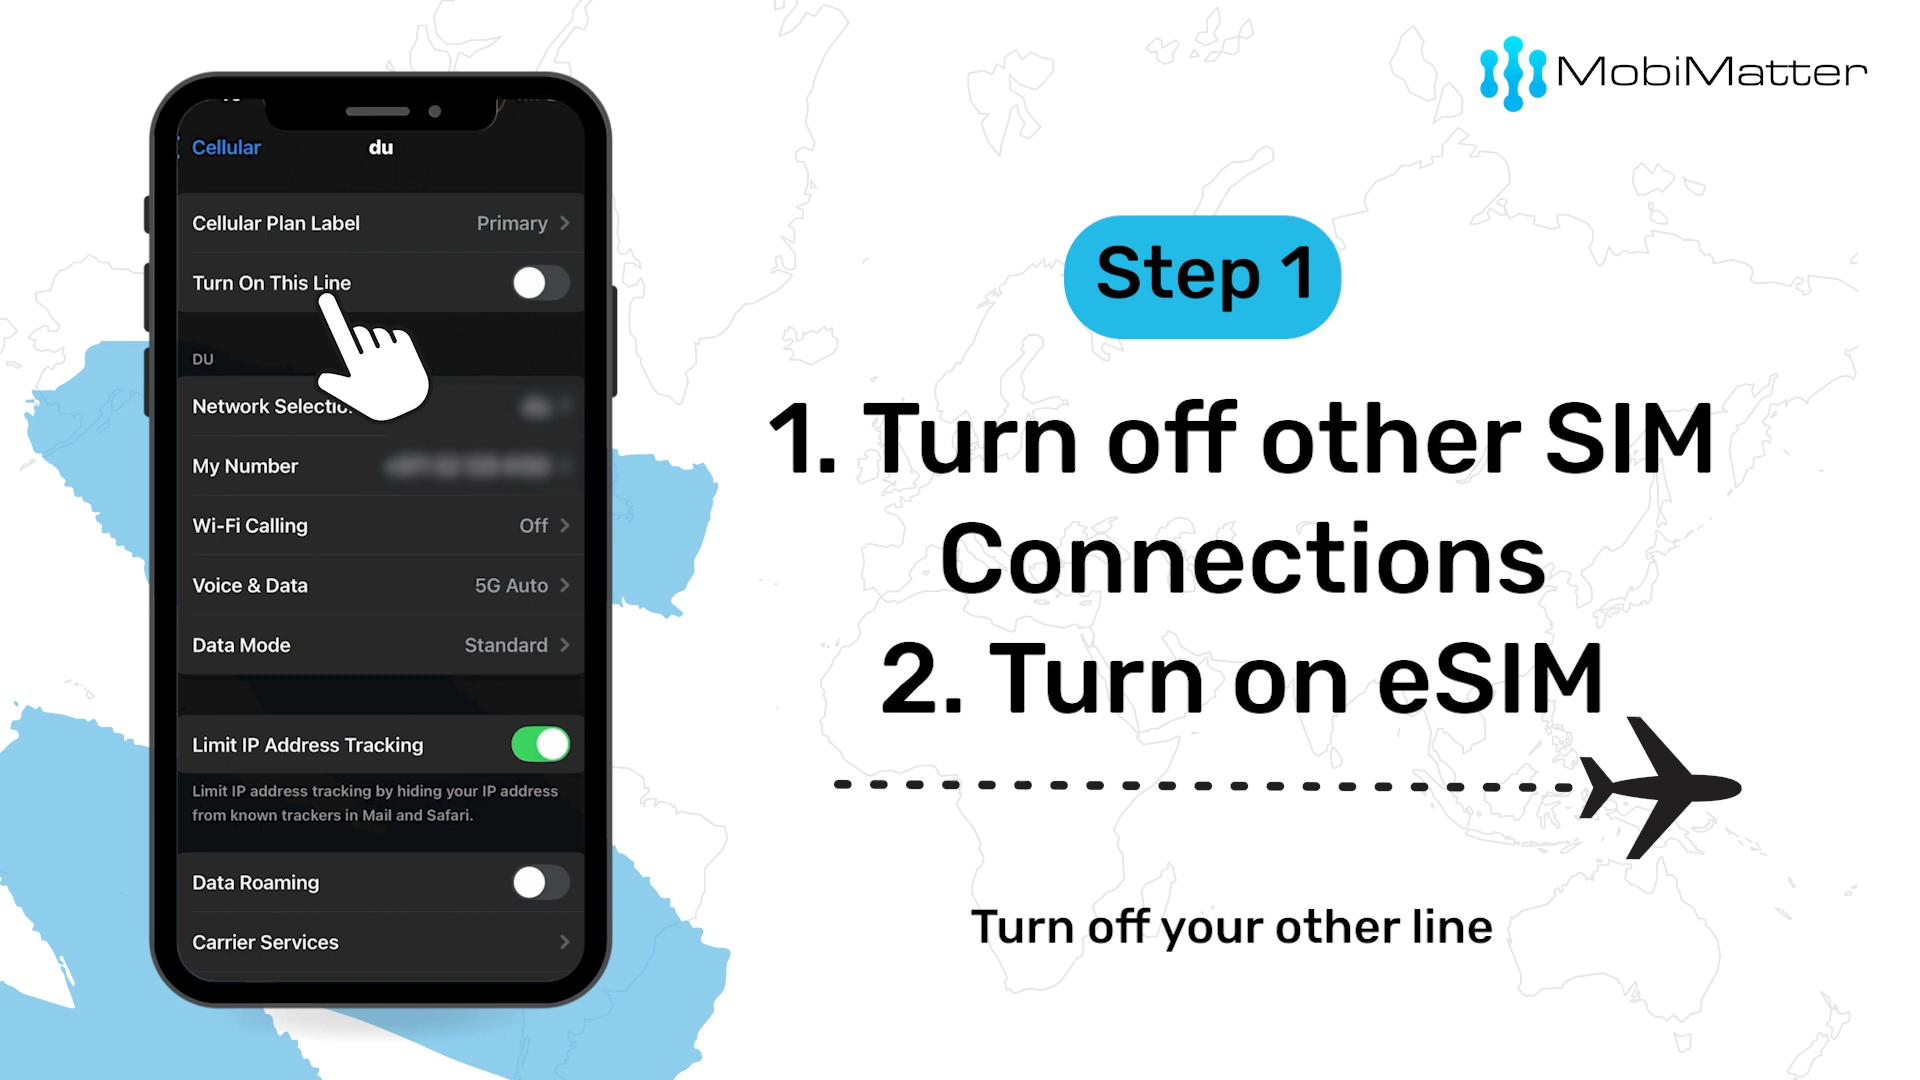 Cellular
du
Cellular Plan Label
Primary
Turn On This Line
DU
Network Selectio
My Number
Wi-Fi Calling
Off
Voice & Data
5G Auto
Data Mode
Standard
Limit IP Address Tracking
Limit IP address tracking by hiding your IP address
from known trackers in Mail and Safari.
Data Roaming
Carrier Services
MobiMatter
Step 1
1. Turn off other SIM
Connections
2. Turn on eSIM
Turn off your other line